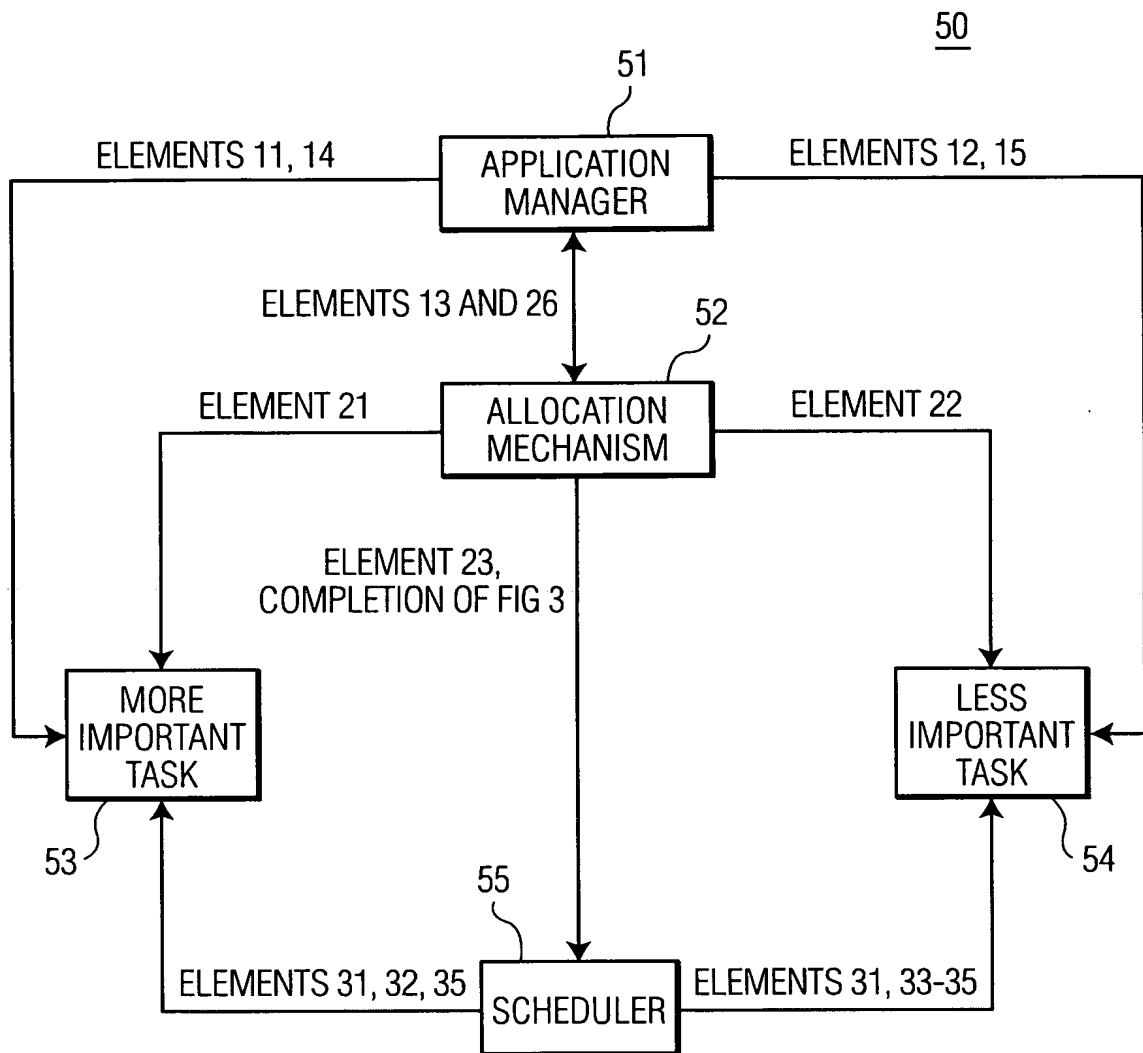 50
51
ELEMENTS 11, 14
APPLICATION
MANAGER
ELEMENTS 12, 15
ELEMENTS 13 AND 26
52
ELEMENT 21
ALLOCATION
MECHANISM
ELEMENT 22
ELEMENT 23,
COMPLETION OF FIG 3
MORE
IMPORTANT
TASK
LESS
IMPORTANT
TASK
53
54
55
ELEMENTS 31, 32, 35
SCHEDULER
ELEMENTS 31, 33-35